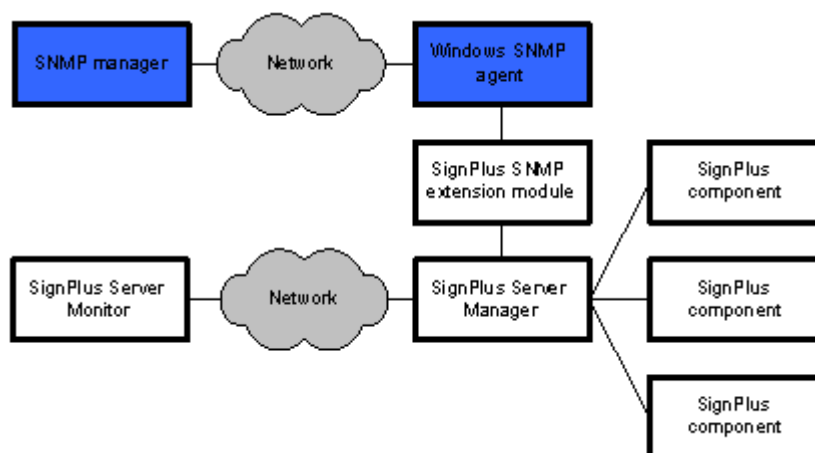 SNMP manager
Network
Windows SNMP
agent
SignPlus SNMP
extension module
SignPlus
component
SignPlus Server
Monitor
Network
SignPlus Server
Manager
SignPlus
component
SignPlus
component